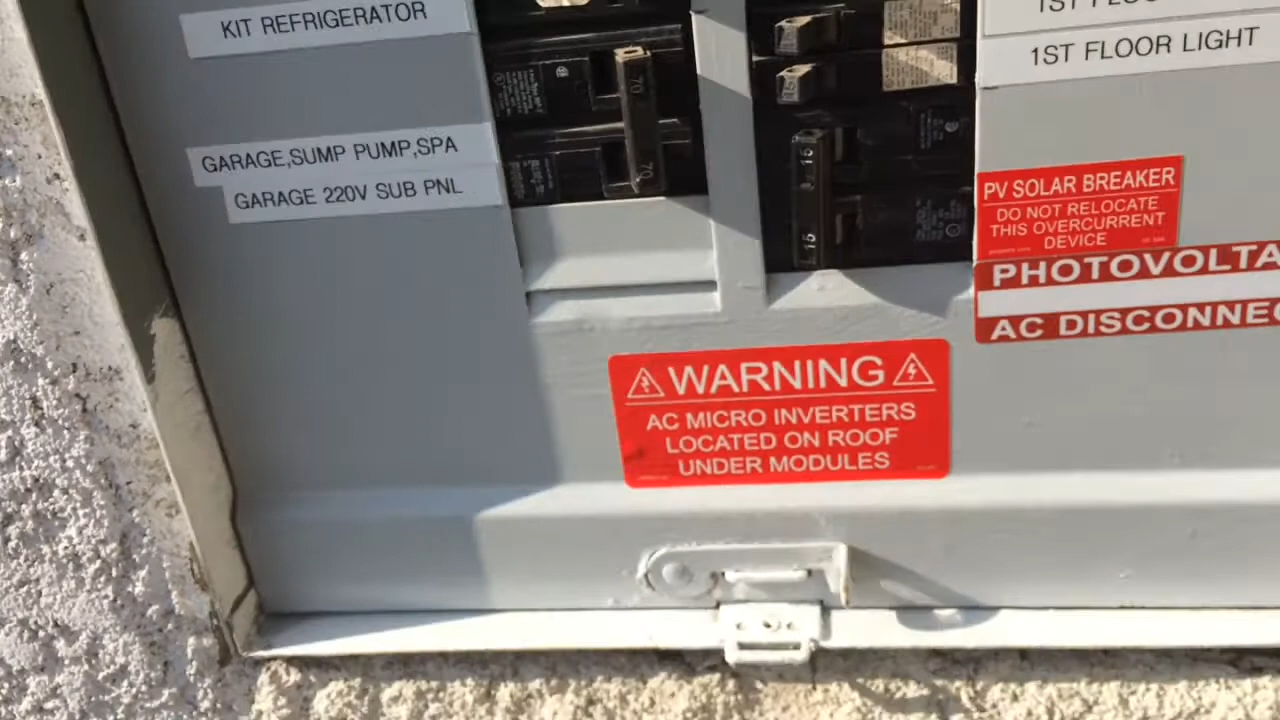 KIT REFRIGERATOR
GARAGE,SUMP PUMP,SPA
GARAGE 220V SUB PNL
70
70
15
15
15
1ST FLOOR LIGHT
PV SOLAR BREAKER
DO NOT RELOCATE
THIS OVERCURRENT
DEVICE
PHOTOVOLTA
AC DISCONNEC
WARNING
AC MICRO INVERTERS
LOCATED ON ROOF
UNDER MODULES